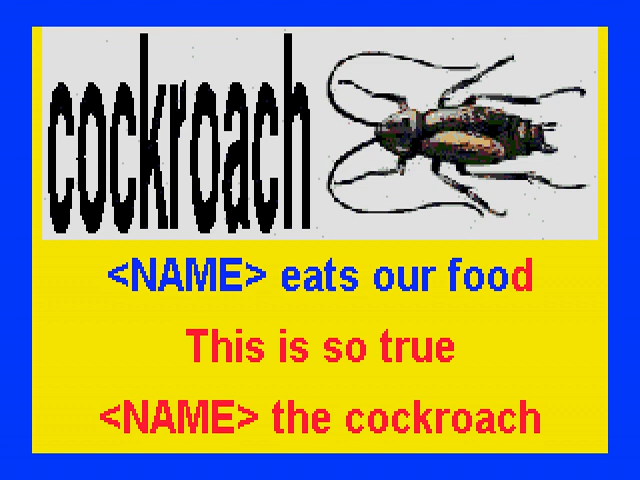 cockroach
<NAME> eats our food
This is so true
<NAME> the cockroach